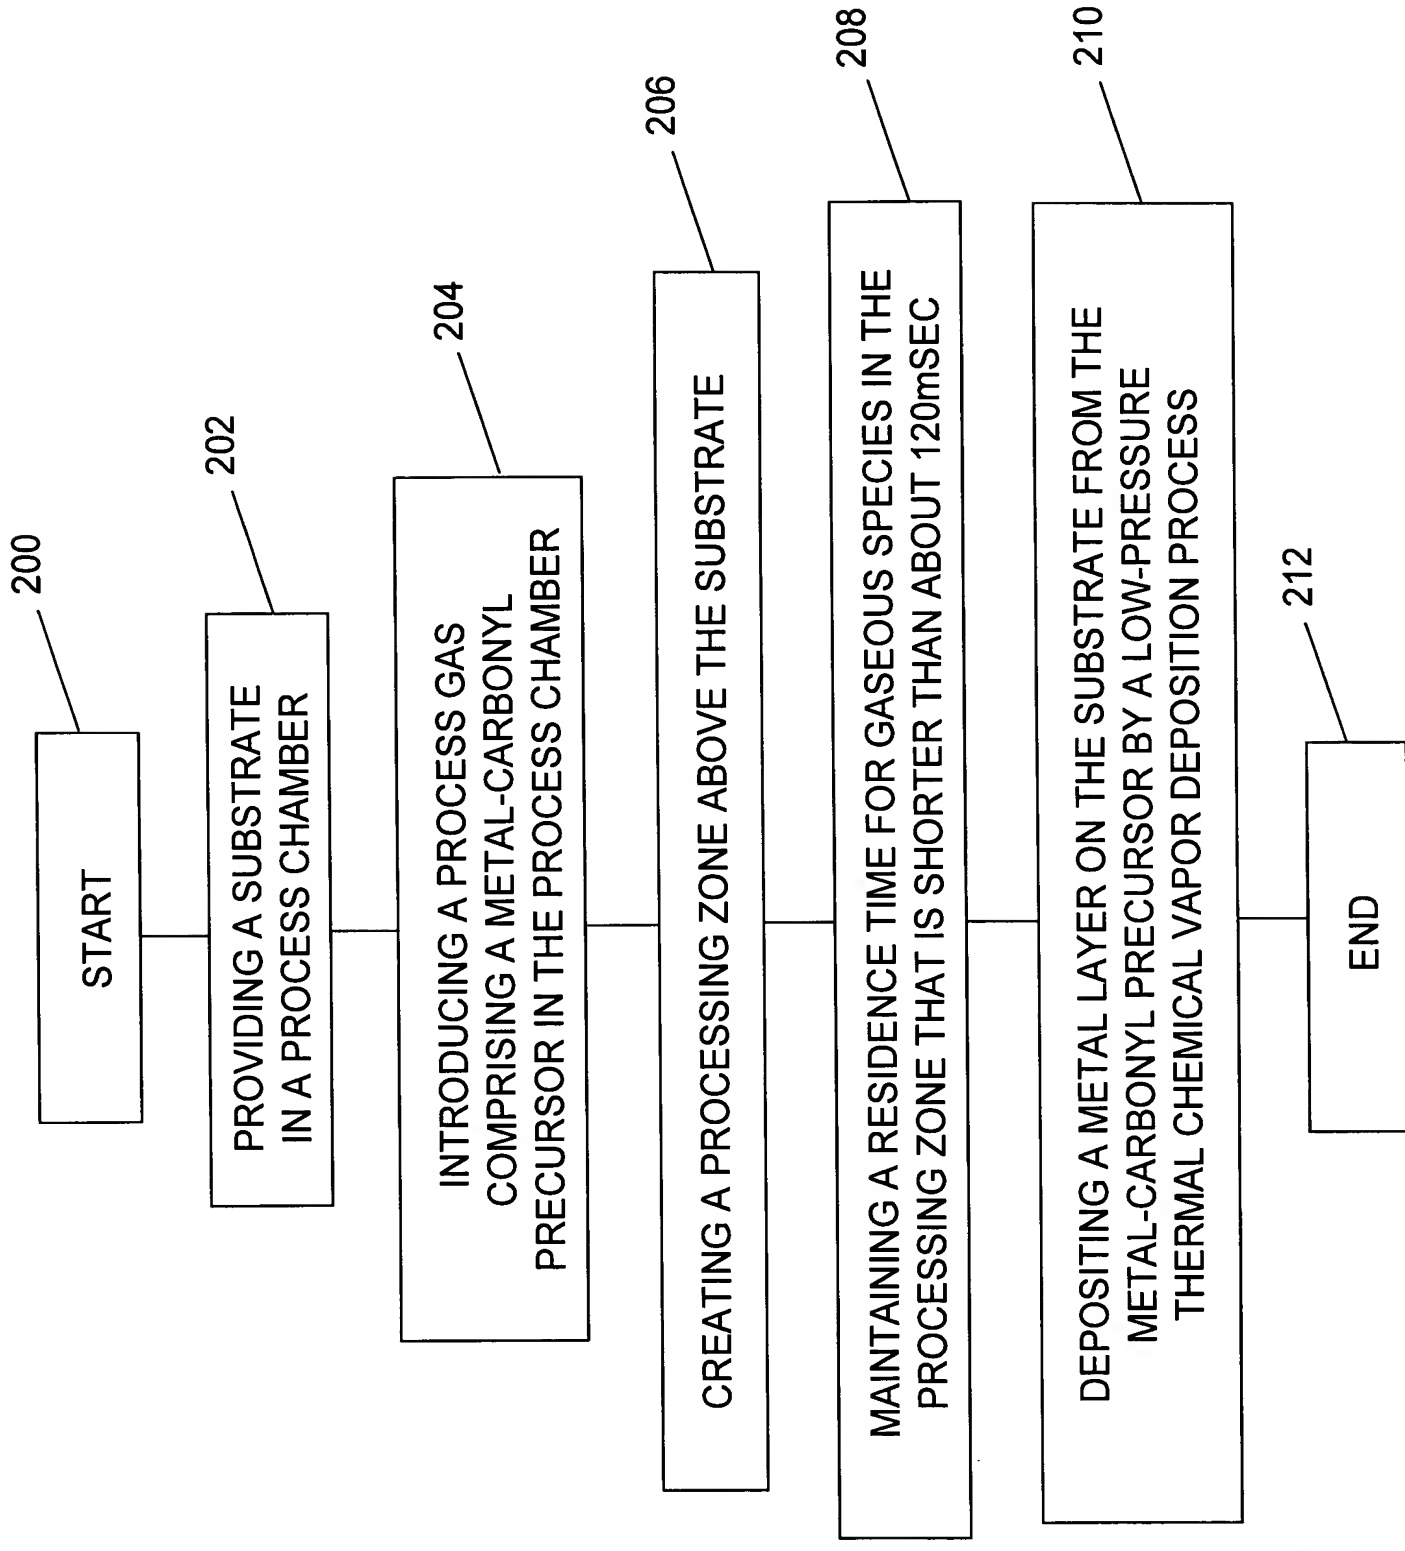 200
START
202
PROVIDING A SUBSTRATE
IN A PROCESS CHAMBER
204
INTRODUCING A PROCESS GAS
COMPRISING A METAL-CARBONYL
PRECURSOR IN THE PROCESS CHAMBER
206
CREATING A PROCESSING ZONE ABOVE THE SUBSTRATE
208
MAINTAINING A RESIDENCE TIME FOR GASEOUS SPECIES IN THE
PROCESSING ZONE THAT IS SHORTER THAN ABOUT 120mSEC
210
DEPOSITING A METAL LAYER ON THE SUBSTRATE FROM THE
METAL-CARBONYL PRECURSOR BY A LOW-PRESSURE
THERMAL CHEMICAL VAPOR DEPOSITION PROCESS
212
END